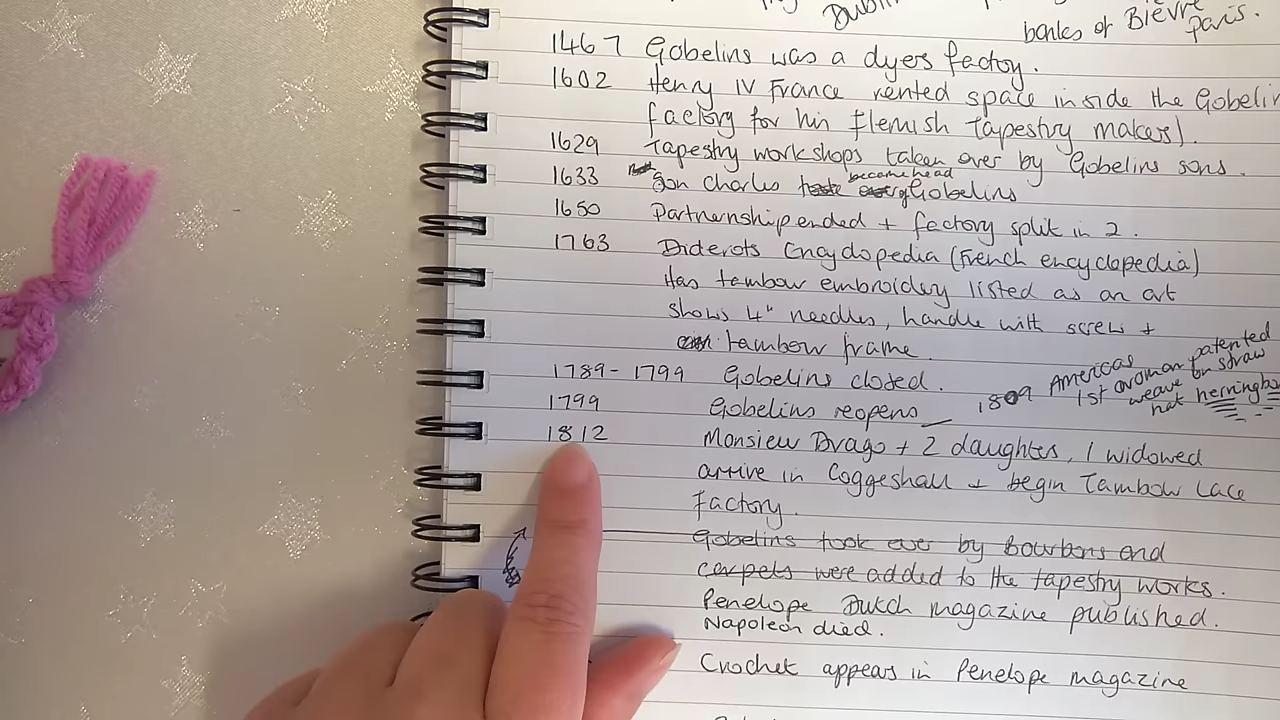 Dublin
banks of Bièvre
Paris.
1467 Gobelins was a dyers factory.
1602 Henry IV France rented space inside the Gobelin
factory for his Flemish Tapestry makers).
1629 Tapestry workshops taken over by Gobelins sons.
became head
1633 son Charles of Gobelins
1650 Partnership ended + factory split in 2.
1763 Diderots Encyclopedia (French encyclopedia)
Has tambour embroidery listed as an art
shows 4" needles, handle with screw +
tambour frame.
1789-1799 Gobelins closed.
1799 Gobelins reopens
1809 Americas
1st woman patented
weave on straw
hat herringb
1812 Monsieur Drago + 2 daughters, 1 widowed
arrive in Coggeshall + begin Tambour Lace
factory.
Gobelins took over by Bourbons and
carpets were added to the tapestry works.
Penelope Dutch magazine published.
Napoleon died.
Crochet appears in Penelope magazine